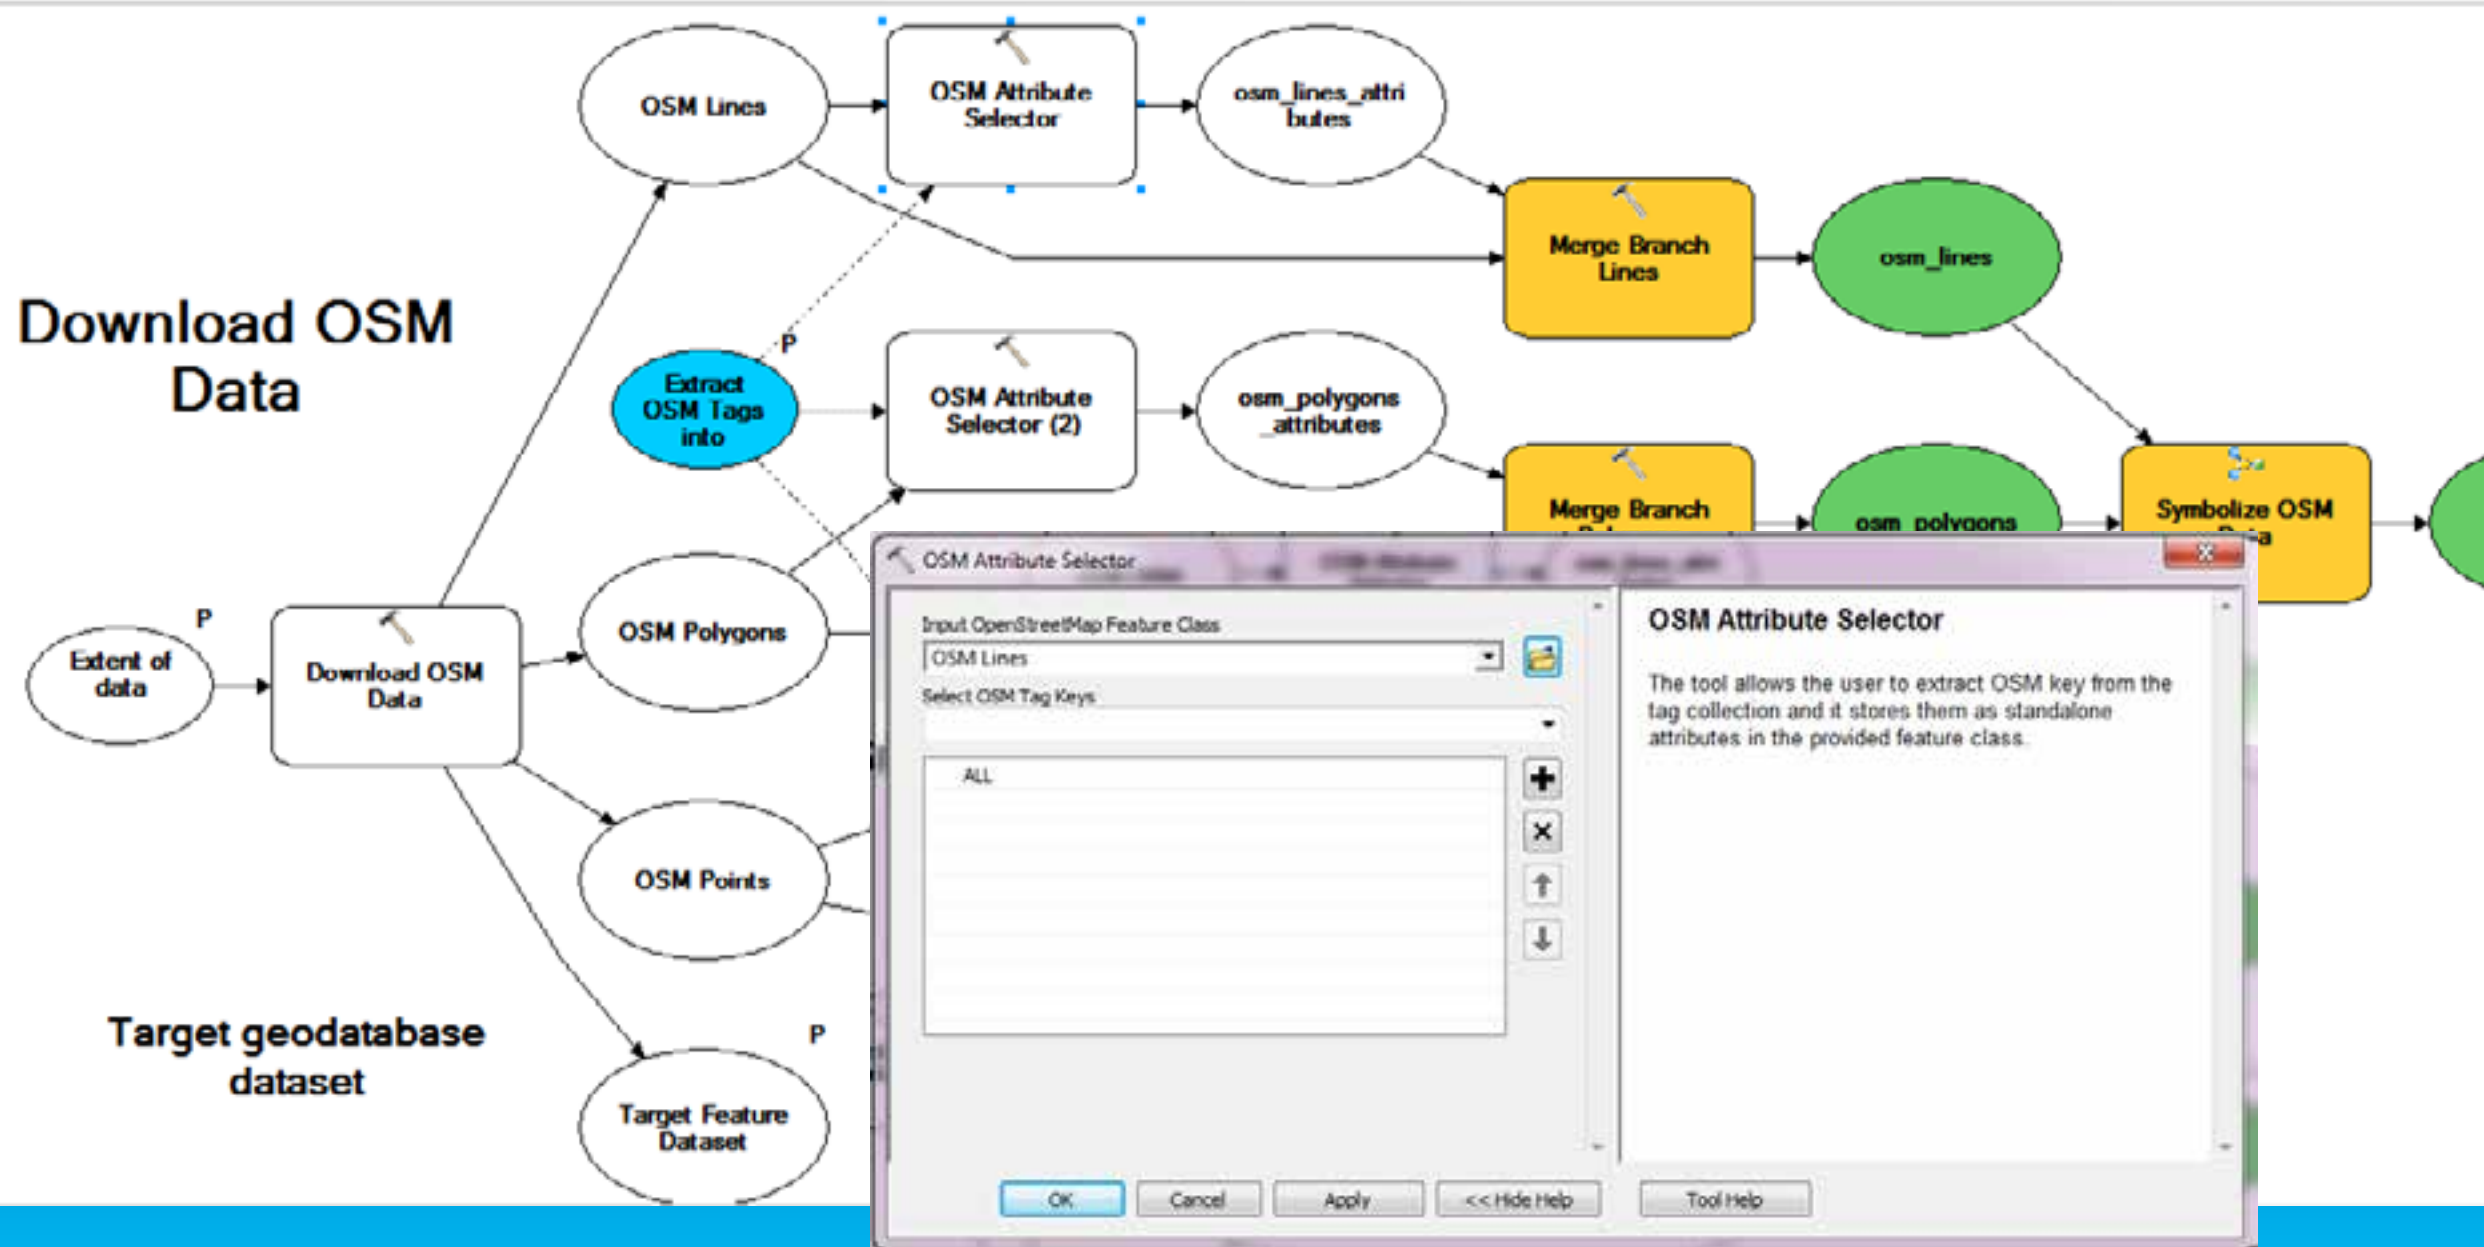 OSM Lines
OSM Attribute
Selector
osm_lines_attri
butes
Merge Branch
Lines
osm_lines
Download OSM
Data
P
Extract
OSM Tags
into
OSM Attribute
Selector (2)
osm_polygons
_attributes
Merge Branch
osm_polygons
Symbolize OSM
P
Extent of
data
Download OSM
Data
OSM Polygons
OSM Points
Target geodatabase
dataset
P
Target Feature
Dataset
OSM Attribute Selector
Input OpenStreetMap Feature Class
OSM Lines
Select OSM Tag Keys
ALL
OK
Cancel
Apply
<< Hide Help
Tool Help
OSM Attribute Selector
The tool allows the user to extract OSM key from the
tag collection and it stores them as standalone
attributes in the provided feature class.